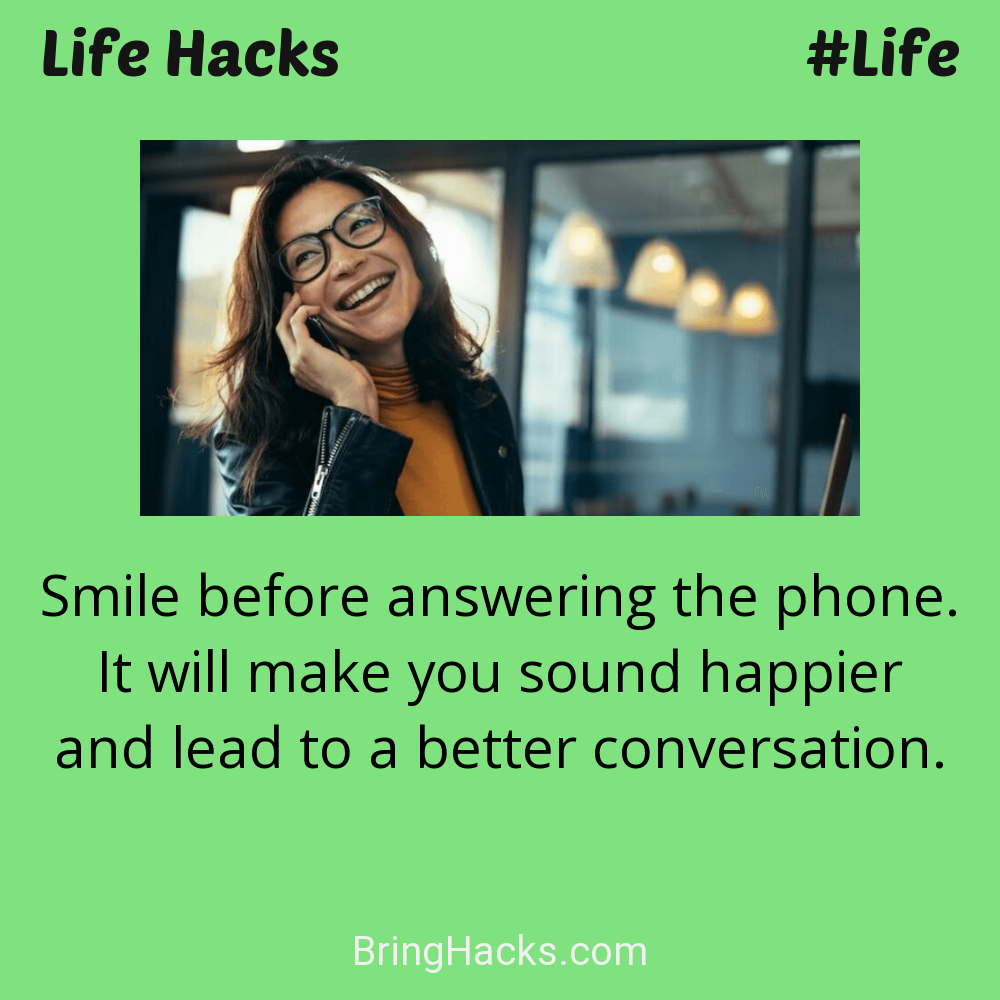 Life Hacks
#Life
Smile before answering the phone.
It will make you sound happier
and lead to a better conversation.
BringHacks.com